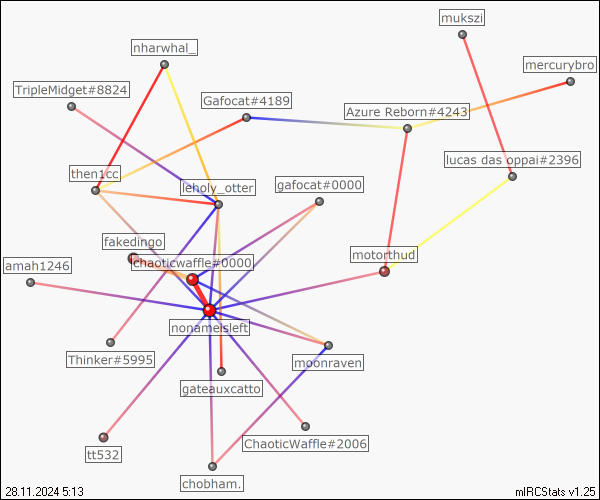 mukszi
nharwhal_
mercurybro
TripleMidget#8824
Gafocat#4189
Azure Reborn#4243
lucas das oppai#2396
then1cc
leholy_otter
gafocat#0000
fakedingo
chaoticwaffle#0000
motorthud
amah1246
nonameisleft
Thinker#5995
moonraven
gateauxcatto
ChaoticWaffle#2006
tt532
chobham.
28.11.2024 5:13
mIRCStats v1.25